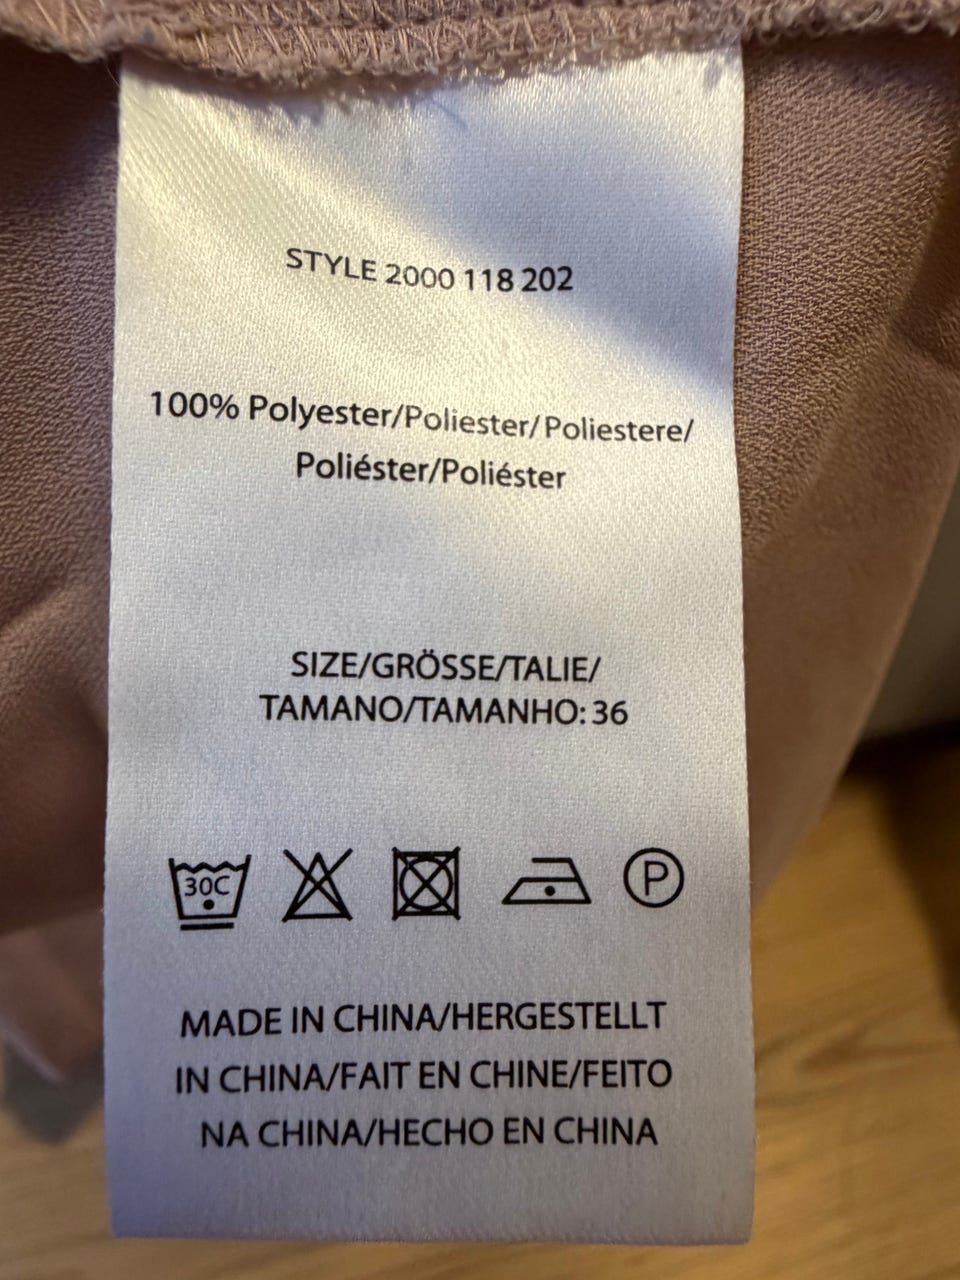 STYLE 2000 118 202
100% Polyester/Poliester/Poliestere/
Poliéster/Poliéster
SIZE/GRÖSSE/TALIE/
TAMANO/TAMANHO: 36
30C
P
MADE IN CHINA/HERGESTELLT
IN CHINA/FAIT EN CHINE/FEITO
NA CHINA/HECHO EN CHINA